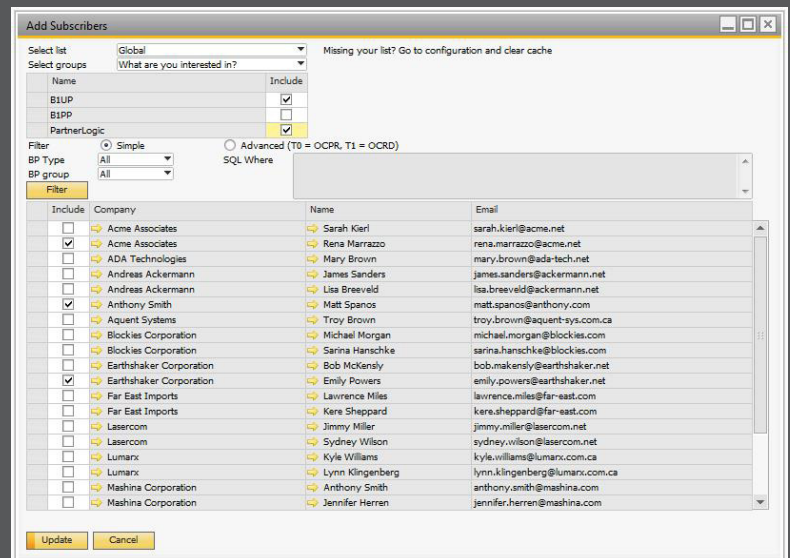 Add Subscribers
Select list Global Missing your list? Go to configuration and clear cache
Select groups What are you interested in?
Name Include
B1UP
B1PP
PartnerLogic
Filter Simple Advanced (T0 = OCPR, T1 = OCRD)
BP Type All SQL Where
BP group All
Filter
Include Company Name Email
Acme Associates Sarah Kierl sarah.kierl@acme.net
Acme Associates Rena Marrazzo rena.marrazzo@acme.net
ADA Technologies Mary Brown mary.brown@ada-tech.net
Andreas Ackermann James Sanders james.sanders@ackermann.net
Andreas Ackermann Lisa Breeveld lisa.breeveld@ackermann.net
Anthony Smith Matt Spanos matt.spanos@anthony.com
Aquent Systems Troy Brown troy.brown@aquent-sys.com.ca
Blockies Corporation Michael Morgan michael.morgan@blockies.com
Blockies Corporation Sarina Hanschke sarina.hanschke@blockies.com
Earthshaker Corporation Bob McKensly bob.makensly@earthshaker.net
Earthshaker Corporation Emily Powers emily.powers@earthshaker.net
Far East Imports Lawrence Miles lawrence.miles@far-east.com
Far East Imports Kere Sheppard kere.sheppard@far-east.com
Lasercom Jimmy Miller jimmy.miller@lasercom.net
Lasercom Sydney Wilson sydney.wilson@lasercom.net
Lumarx Kyle Williams kyle.williams@lumarx.com.ca
Lumarx Lynn Klingenberg lynn.klingenberg@lumarx.com.ca
Mashina Corporation Anthony Smith anthony.smith@mashina.com
Mashina Corporation Jennifer Herren jennifer.herren@mashina.com
Update Cancel